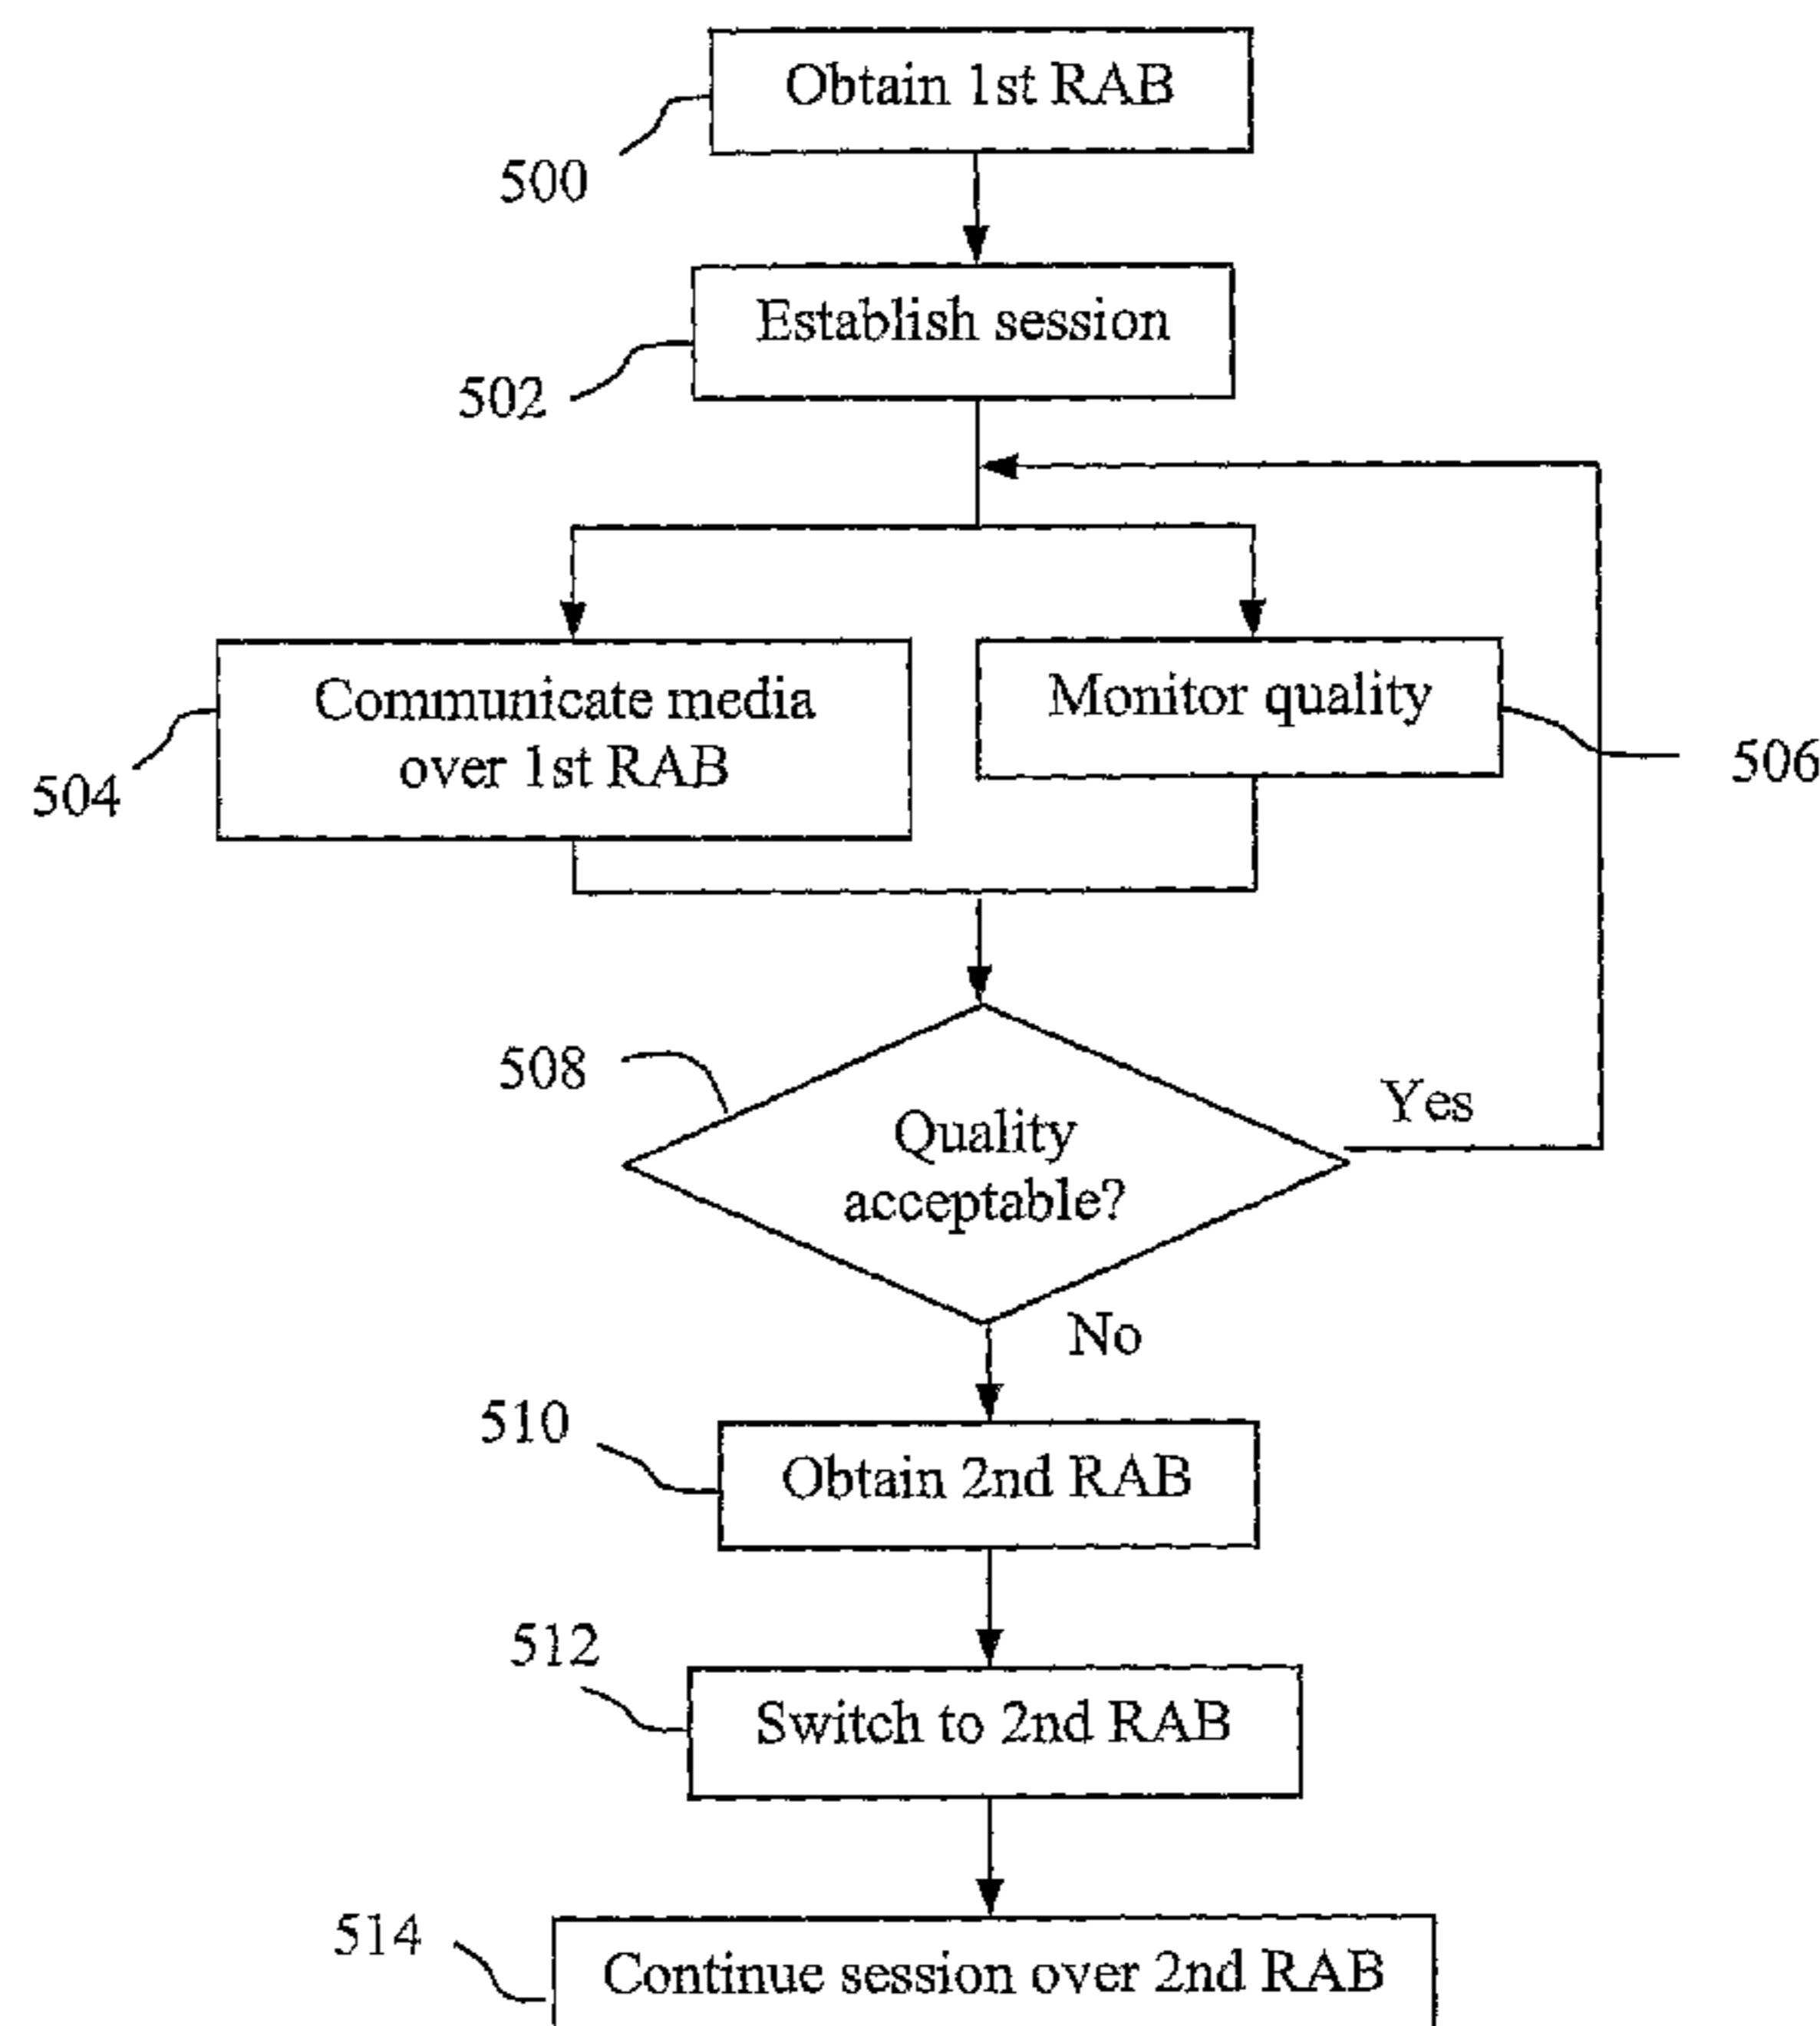 Obtain 1st RAB
500
Establish session
502
Communicate media
over 1st RAB
504
Monitor quality
506
508
Quality
acceptable?
Yes
No
510
Obtain 2nd RAB
512
Switch to 2nd RAB
514
Continue session over 2nd RAB